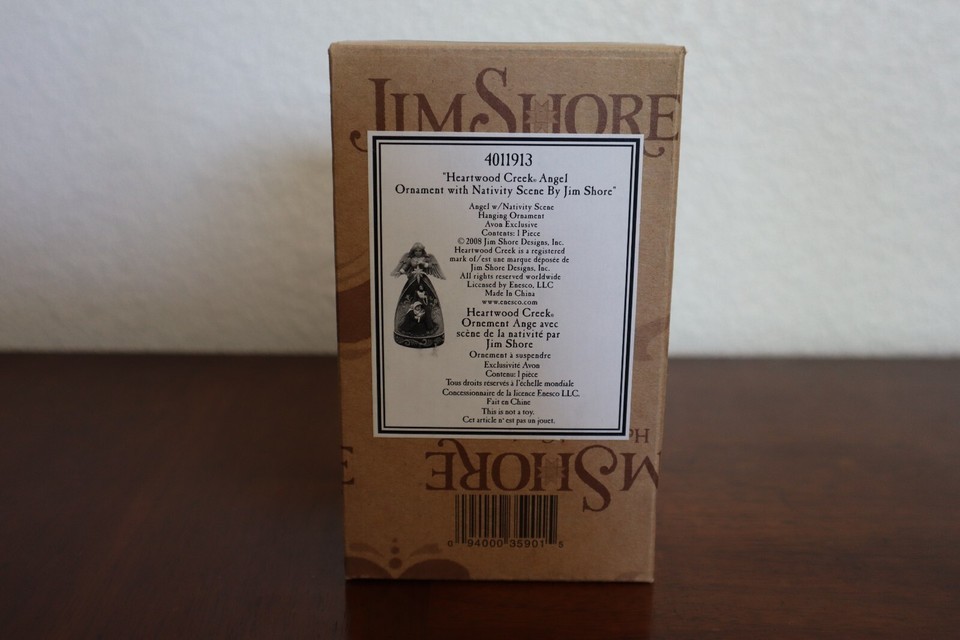 JIM SHORE
4011913
"Heartwood Creek® Angel
Ornament with Nativity Scene By Jim Shore"
Angel w/Nativity Scene
Hanging Ornament
Avon Exclusive
Contents: 1 Piece
© 2008 Jim Shore Designs, Inc.
Heartwood Creek is a registered
mark of/est une marque déposée de
Jim Shore Designs, Inc.
All rights reserved worldwide
Licensed by Enesco, LLC
Made In China
www.enesco.com
Heartwood Creek®
Ornement Ange avec
scène de la nativité par
Jim Shore
Ornement à suspendre
Exclusivité Avon
Contenu: 1 pièce
Tous droits réservés à l'échelle mondiale
Concessionnaire de la licence Enesco LLC.
Fait en Chine
This is not a toy.
Cet article n'est pas un jouet.
MSHORE
0 94000 35901 5